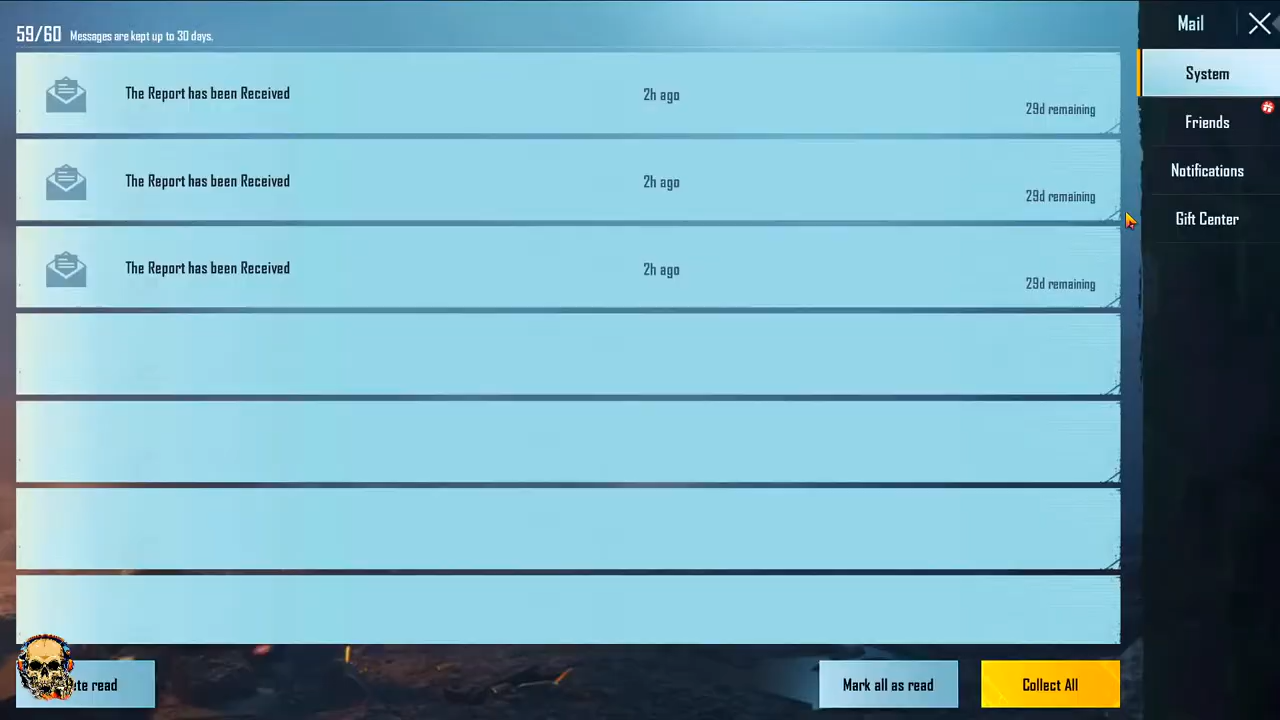 59/60 Messages are kept up to 30 days.
Mail
System
Friends
Notifications
Gift Center
The Report has been Received 2h ago
29d remaining
The Report has been Received 2h ago
29d remaining
The Report has been Received 2h ago
29d remaining
read
Mark all as read
Collect All